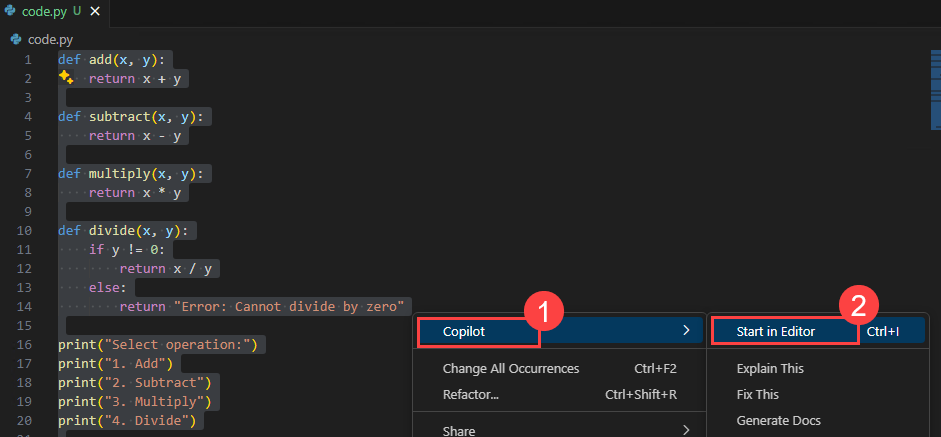 code.py U ×
code.py
1 def add(x, y):
2 return x + y
3
4 def subtract(x, y):
5 return x - y
6
7 def multiply(x, y):
8 return x * y
9
10 def divide(x, y):
11 if y != 0:
12 return x / y
13 else:
14 return "Error: Cannot divide by zero"
15
16 print("Select operation:")
17 print("1. Add")
18 print("2. Subtract")
19 print("3. Multiply")
20 print("4. Divide")
1
Copilot >
Change All Occurrences Ctrl+F2
Refactor... Ctrl+Shift+R
Share >
2
Start in Editor Ctrl+I
Explain This
Fix This
Generate Docs